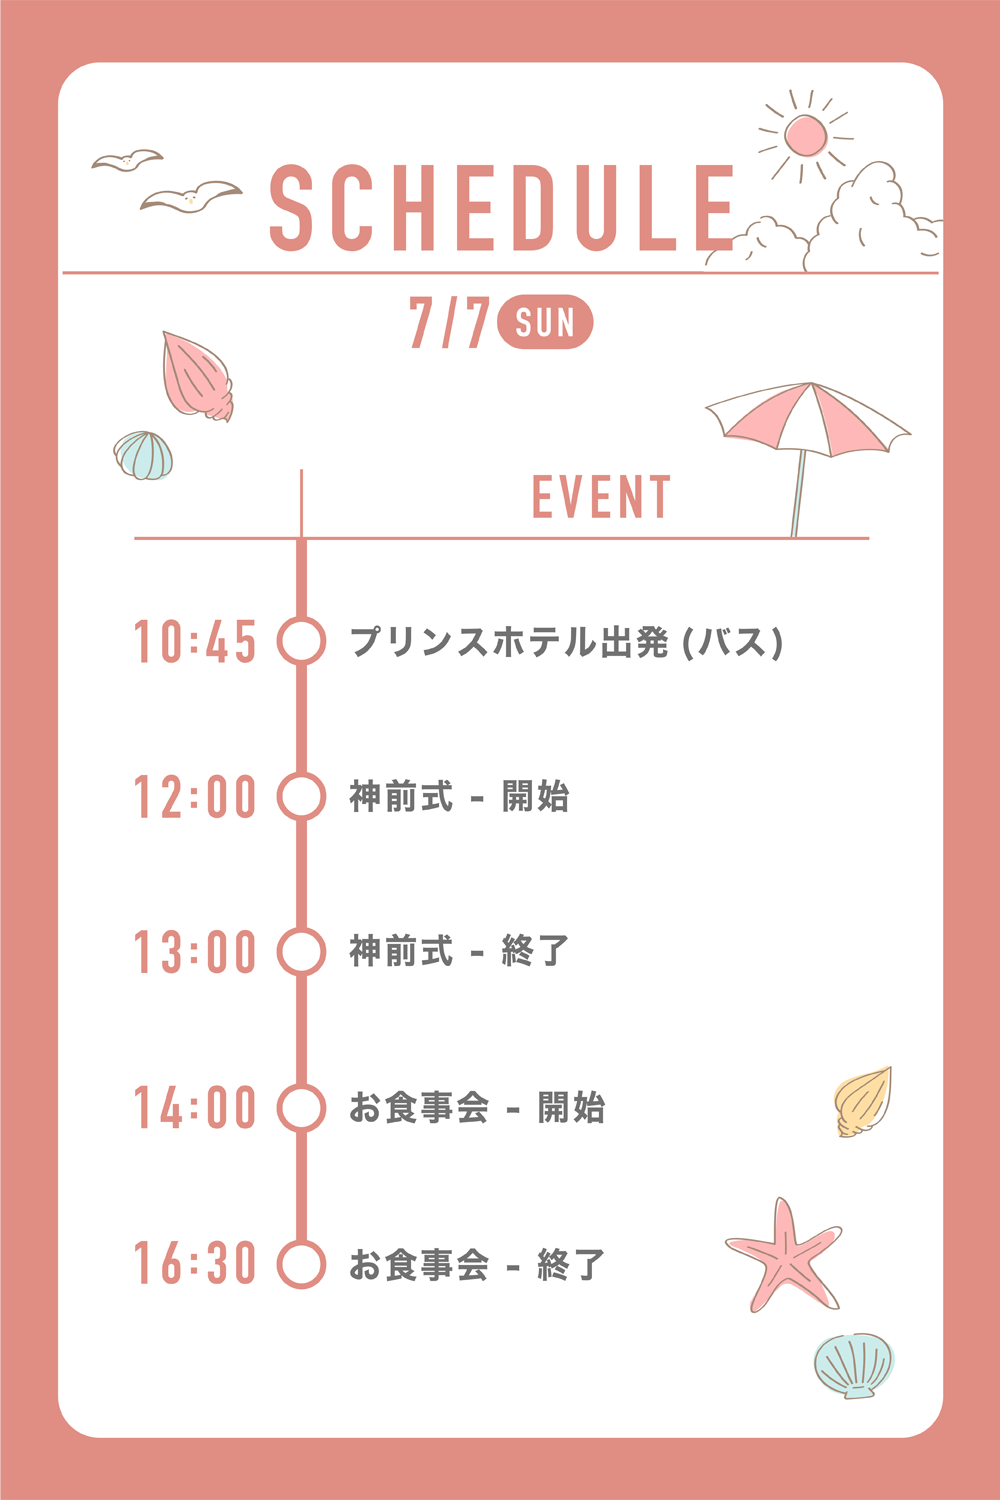 SCHEDULE
7/7 SUN
EVENT
10:45 プリンスホテル出発 (バス)
12:00 神前式 - 開始
13:00 神前式 - 終了
14:00 お食事会 - 開始
16:30 お食事会 - 終了